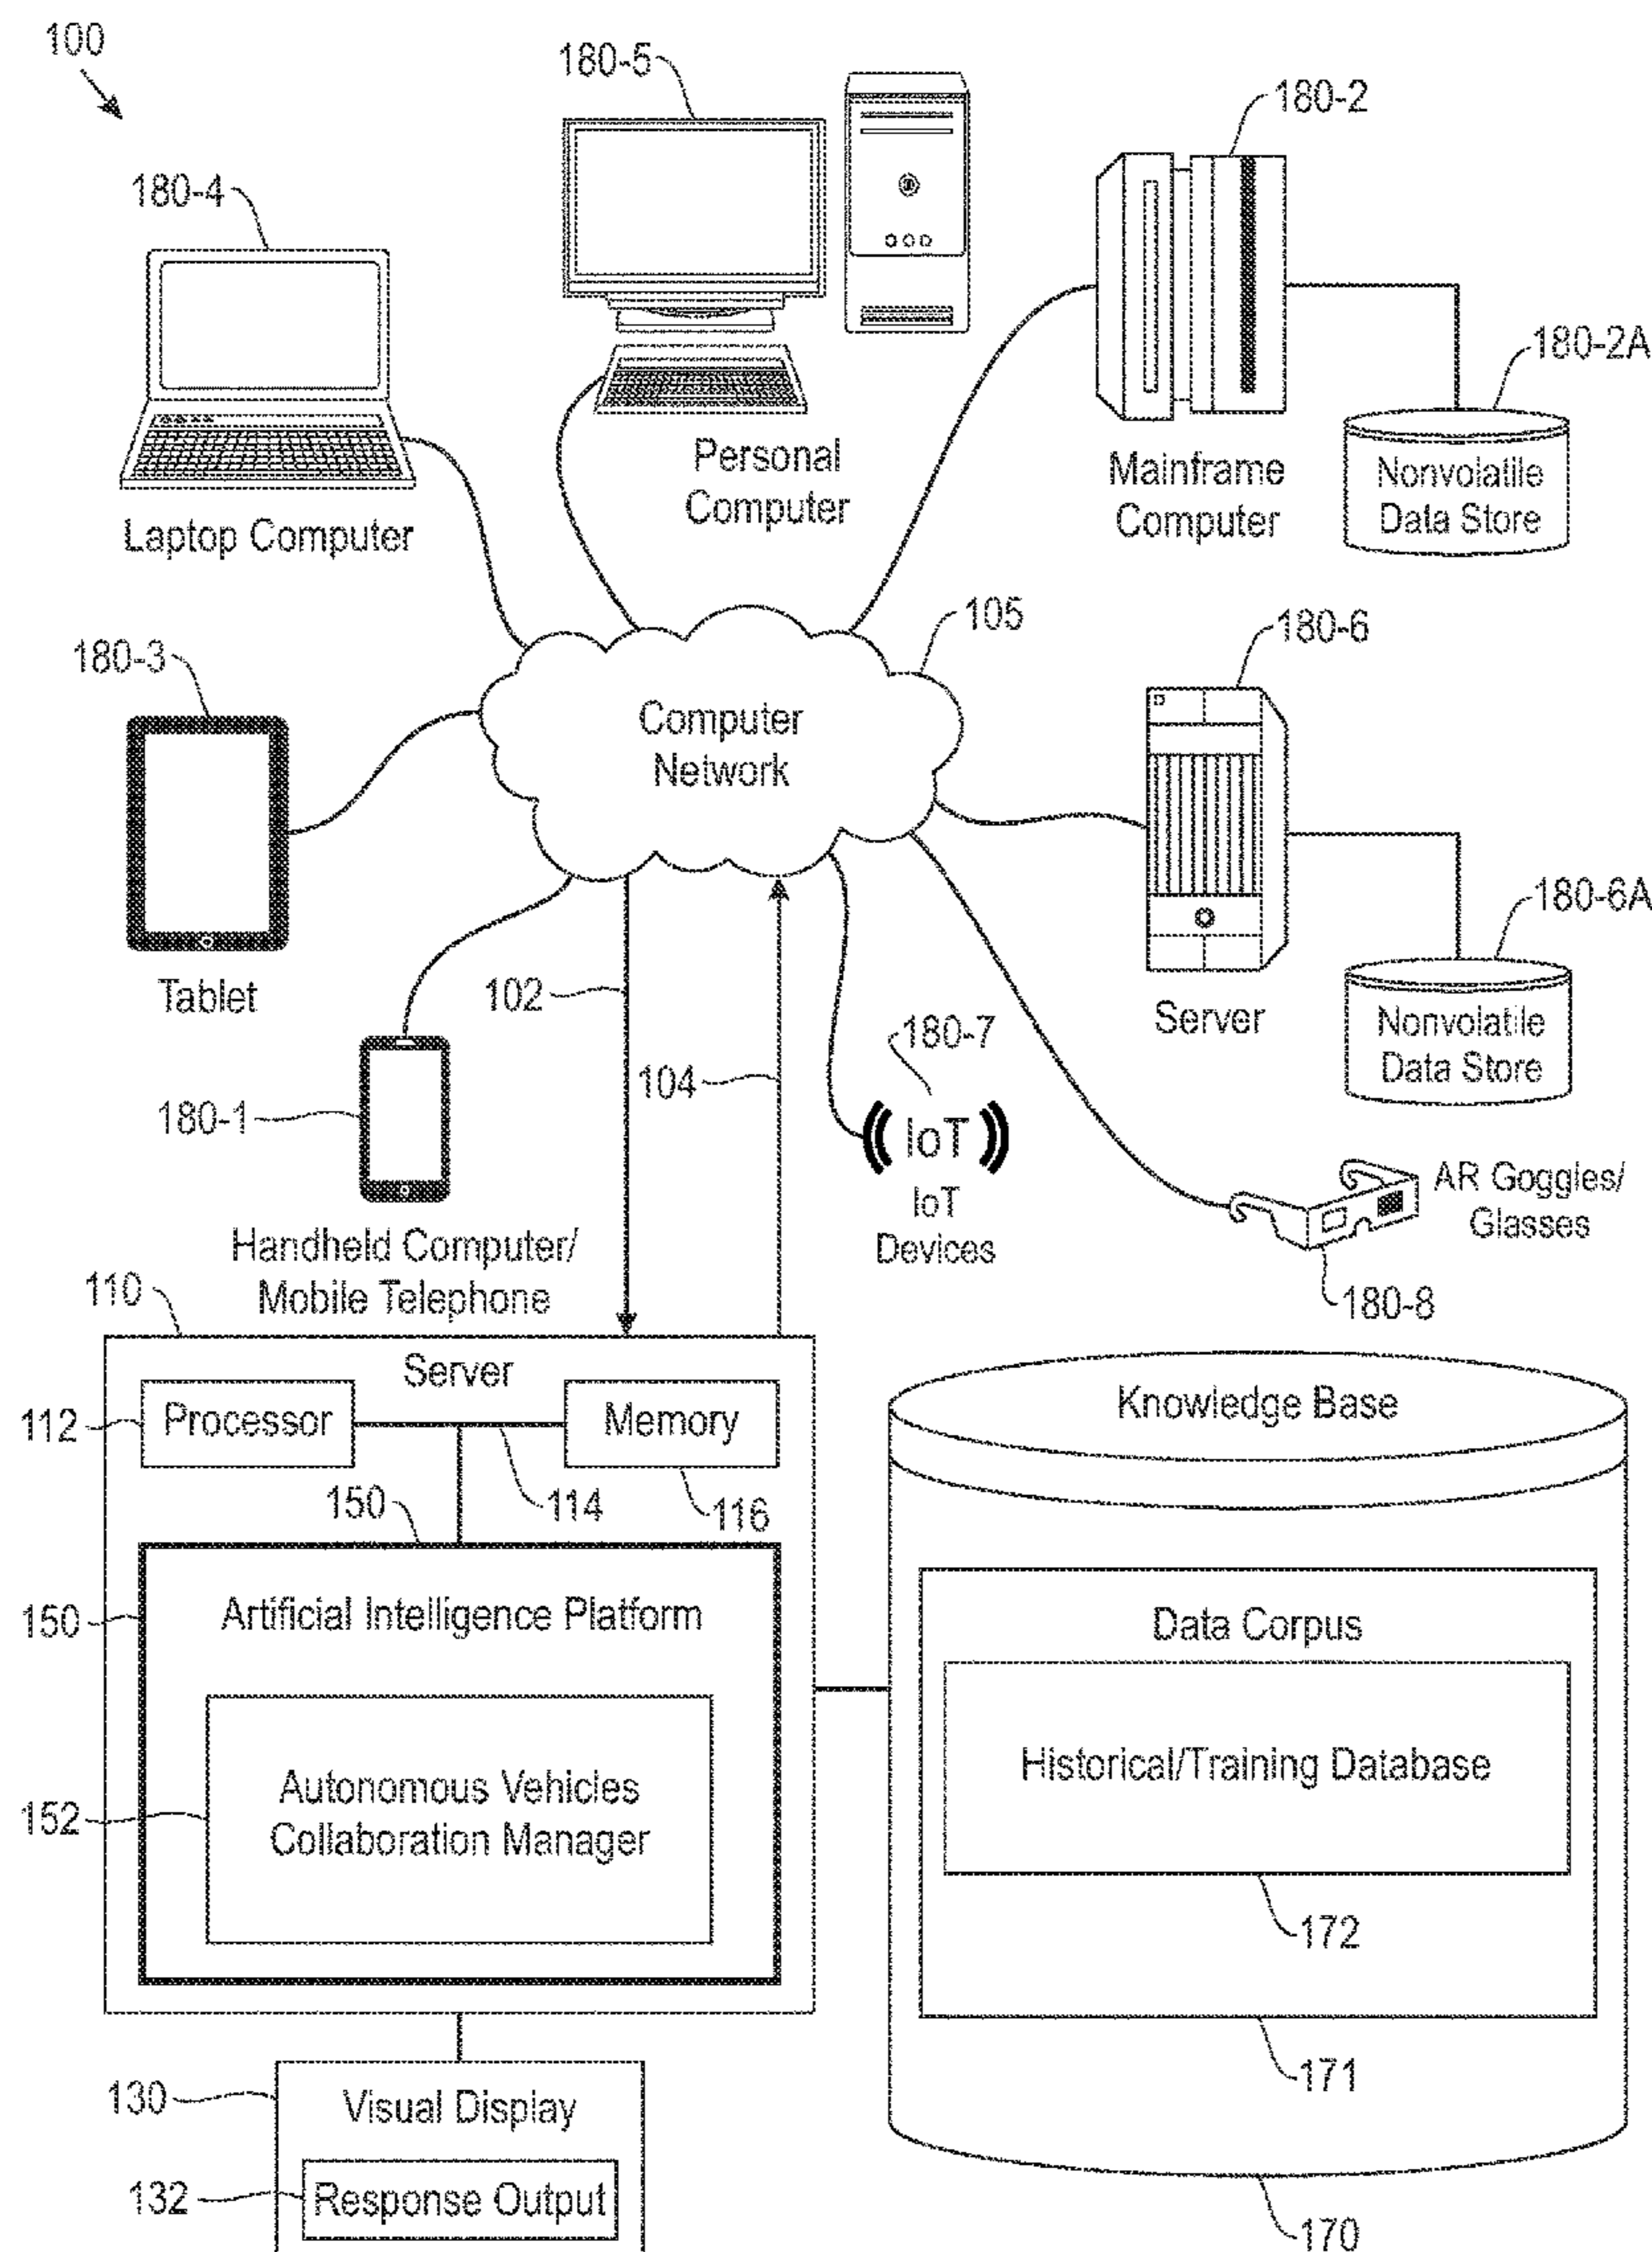 100
180-5
180-2
180-4
180-2A
Personal
Computer
Mainframe
Computer
Nonvolatile
Data Store
Laptop Computer
105
180-6
180-3
Computer
Network
180-6A
Tablet
102
180-7
Server
Nonvolatile
Data Store
104
180-1
IoT
IoT
Devices
AR Goggles/
Glasses
Handheld Computer/
Mobile Telephone
180-8
110
Server
Processor
Memory
112
114
116
150
Knowledge Base
150
Artificial Intelligence Platform
Data Corpus
Autonomous Vehicles
Collaboration Manager
152
Historical/Training Database
172
171
130
Visual Display
132
Response Output
170